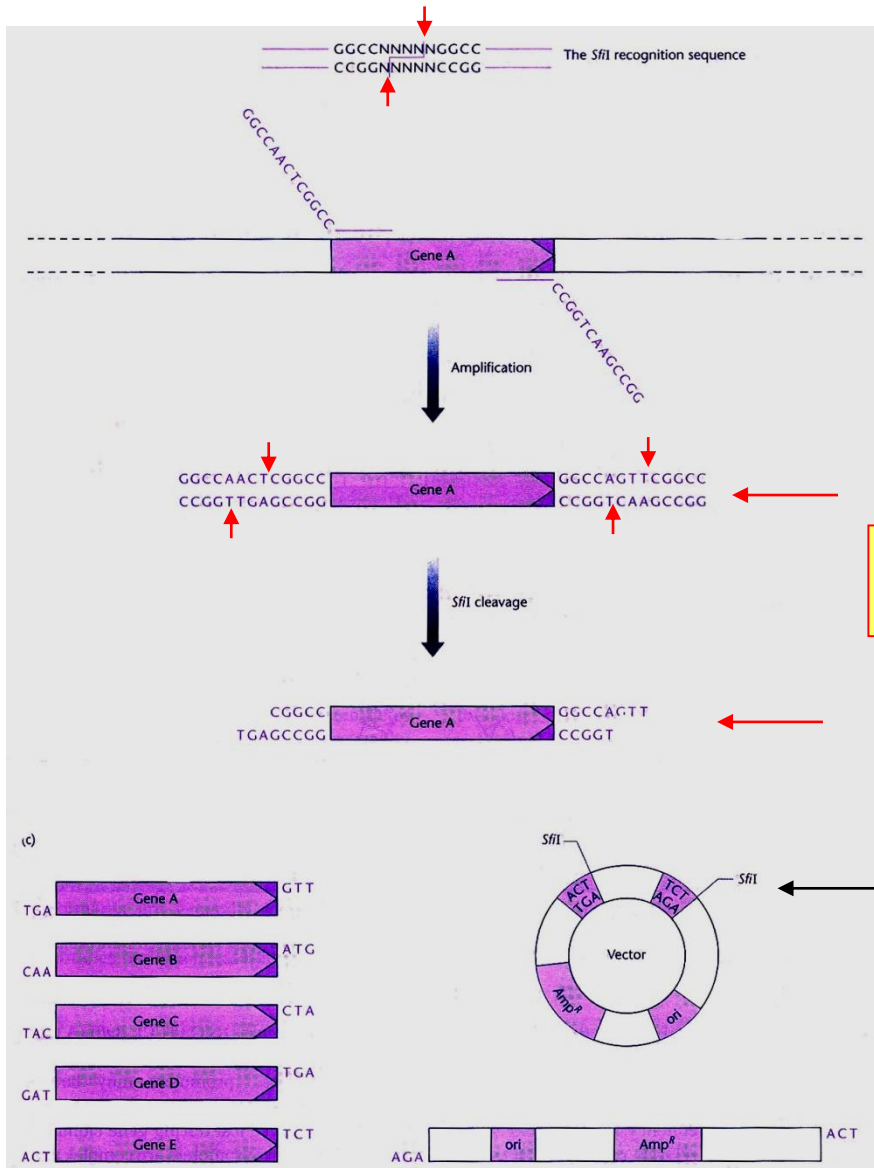 GGCCNNNNNGGCC
CCGGNNNNNCCGG
The SfiI recognition sequence
GGCCAACTCGGCC
Gene A
CCGGTCAAGCCGG
Amplification
GGCCAACTCGGCC
CCGGTTGAGCCGG
Gene A
GGCCAGTTCGGCC
CCGGTCAAGCCGG
SfiI cleavage
CGGCC
TGAGCCGG
Gene A
GGCCAGTT
CCGGT
(c)
TGA
Gene A
GTT
CAA
Gene B
ATG
TAC
Gene C
CTA
GAT
Gene D
TGA
ACT
Gene E
TCT
SfiI
SfiI
ACT
TGA
TCT
AGA
Vector
AmpR
ori
AGA
ori
AmpR
ACT